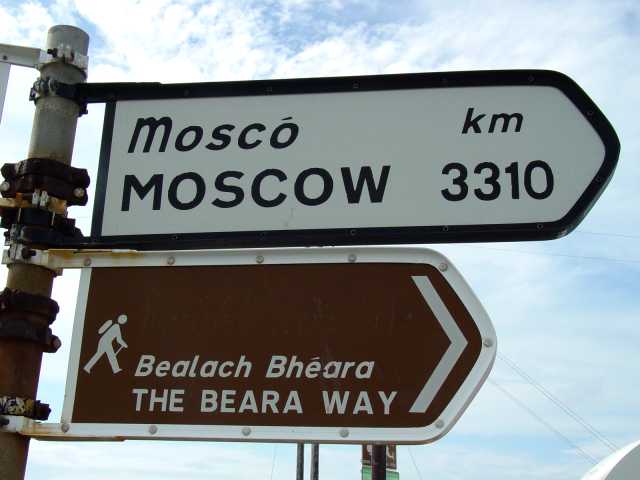 Moscó km
MOSCOW 3310
Bealach Bhéara
THE BEARA WAY